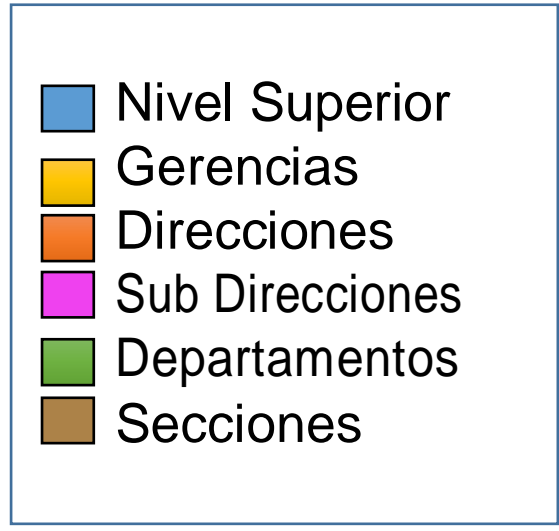 Nivel Superior
Gerencias
Direcciones
Sub Direcciones
Departamentos
Secciones